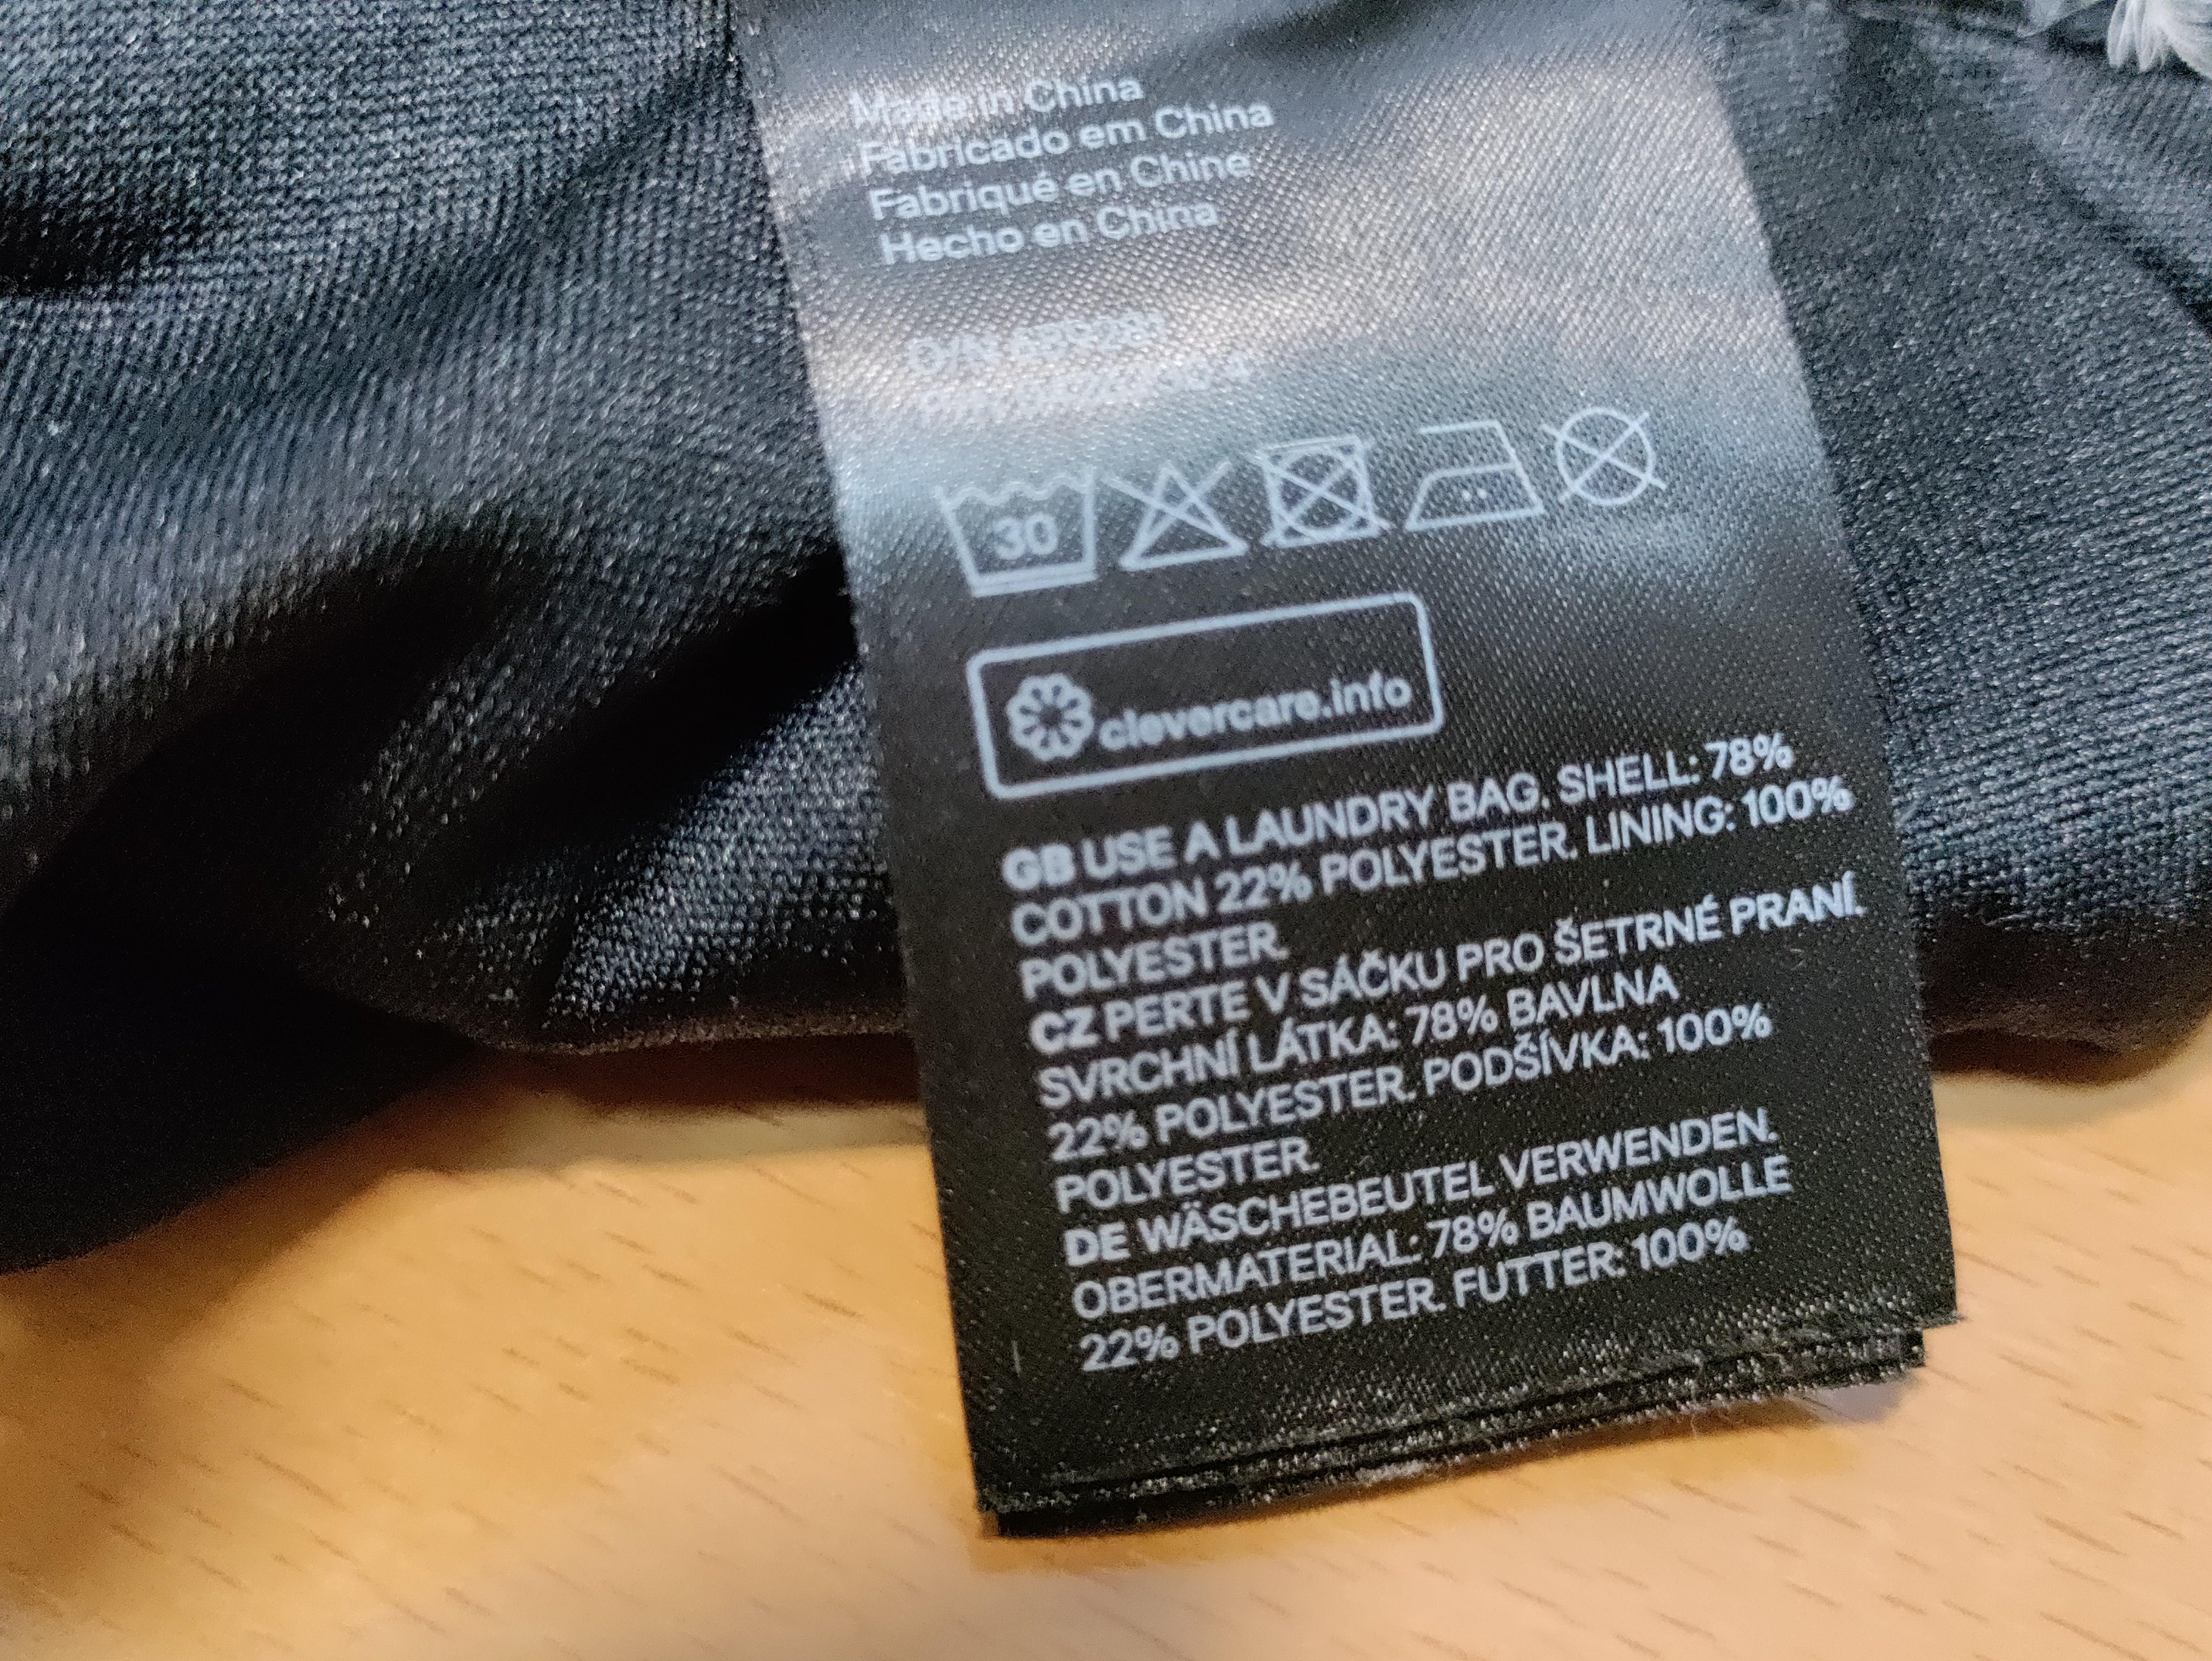 Made in China
Fabricado em China
Fabriqué en Chine
Hecho en China
30
clevercare.info
GB USE A LAUNDRY BAG. SHELL: 78%
COTTON 22% POLYESTER. LINING: 100%
POLYESTER.
CZ PERTE V SÁČKU PRO ŠETRNÉ PRANÍ.
SVRCHNÍ LÁTKA: 78% BAVLNA
22% POLYESTER. PODŠÍVKA: 100%
POLYESTER.
DE WÄSCHEBEUTEL VERWENDEN.
OBERMATERIAL: 78% BAUMWOLLE
22% POLYESTER. FUTTER: 100%